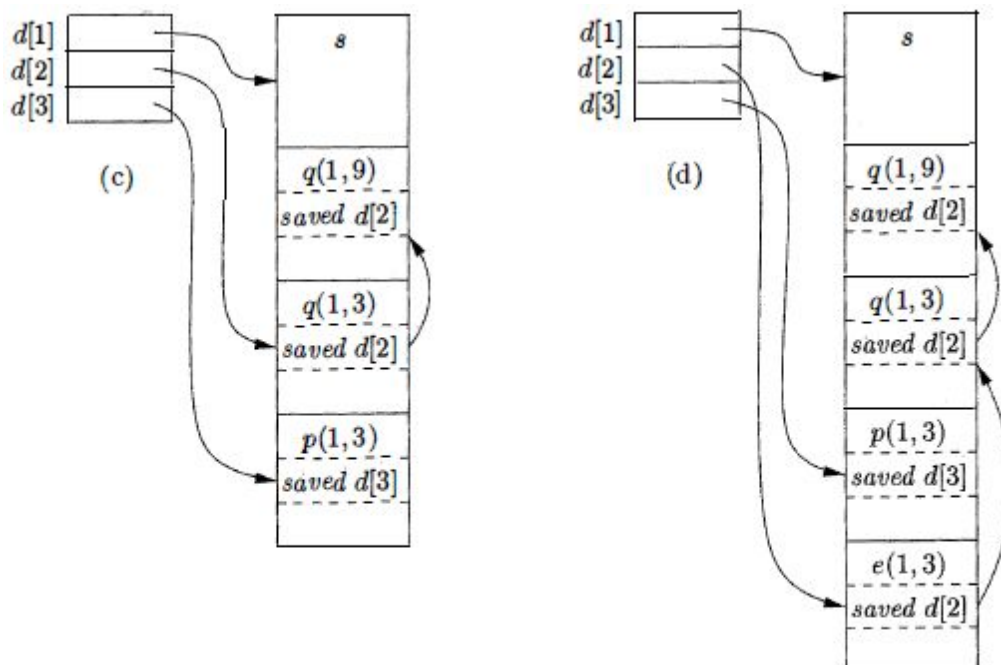 d[1]
d[2]
d[3]
(c)
s
q(1,9)
saved d[2]
q(1,3)
saved d[2]
p(1,3)
saved d[3]
d[1]
d[2]
d[3]
(d)
s
q(1,9)
saved d[2]
q(1,3)
saved d[2]
p(1,3)
saved d[3]
e(1,3)
saved d[2]